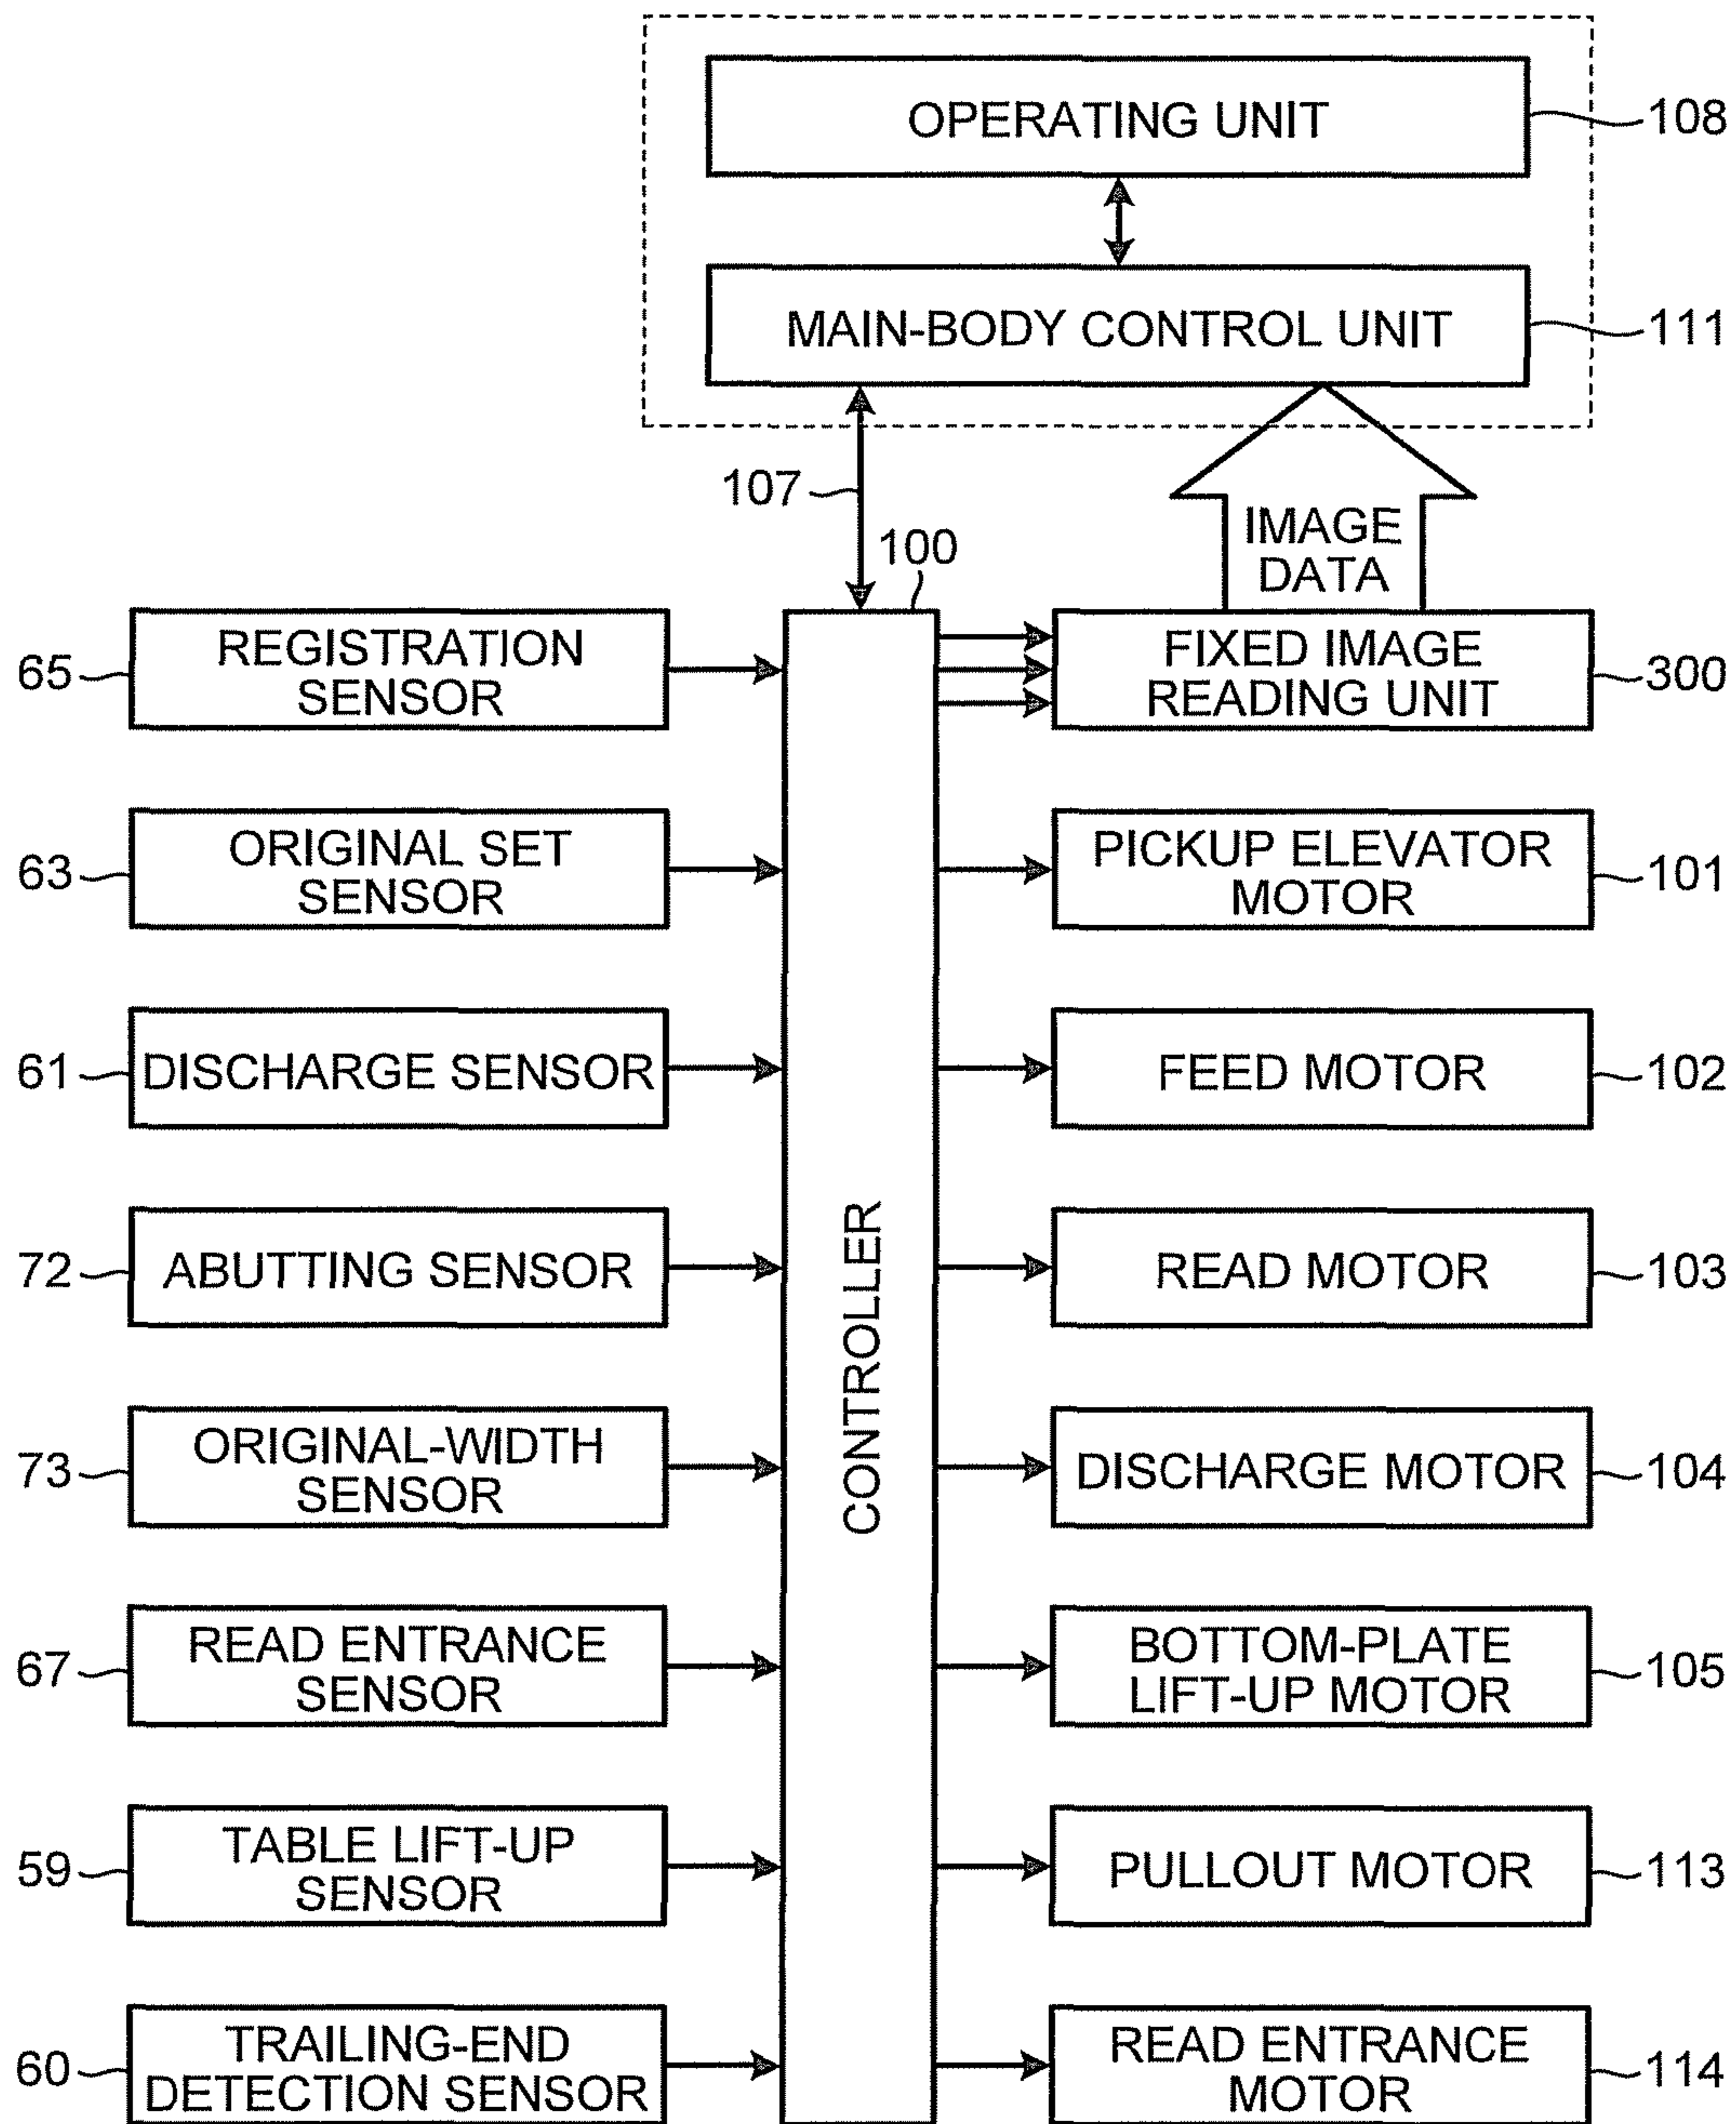 OPERATING UNIT
108
MAIN-BODY CONTROL UNIT
111
107
100
IMAGE
DATA
65
REGISTRATION
SENSOR
FIXED IMAGE
READING UNIT
300
63
ORIGINAL SET
SENSOR
PICKUP ELEVATOR
MOTOR
101
61
DISCHARGE SENSOR
FEED MOTOR
102
72
ABUTTING SENSOR
CONTROLLER
READ MOTOR
103
73
ORIGINAL-WIDTH
SENSOR
DISCHARGE MOTOR
104
67
READ ENTRANCE
SENSOR
BOTTOM-PLATE
LIFT-UP MOTOR
105
59
TABLE LIFT-UP
SENSOR
PULLOUT MOTOR
113
60
TRAILING-END
DETECTION SENSOR
READ ENTRANCE
MOTOR
114